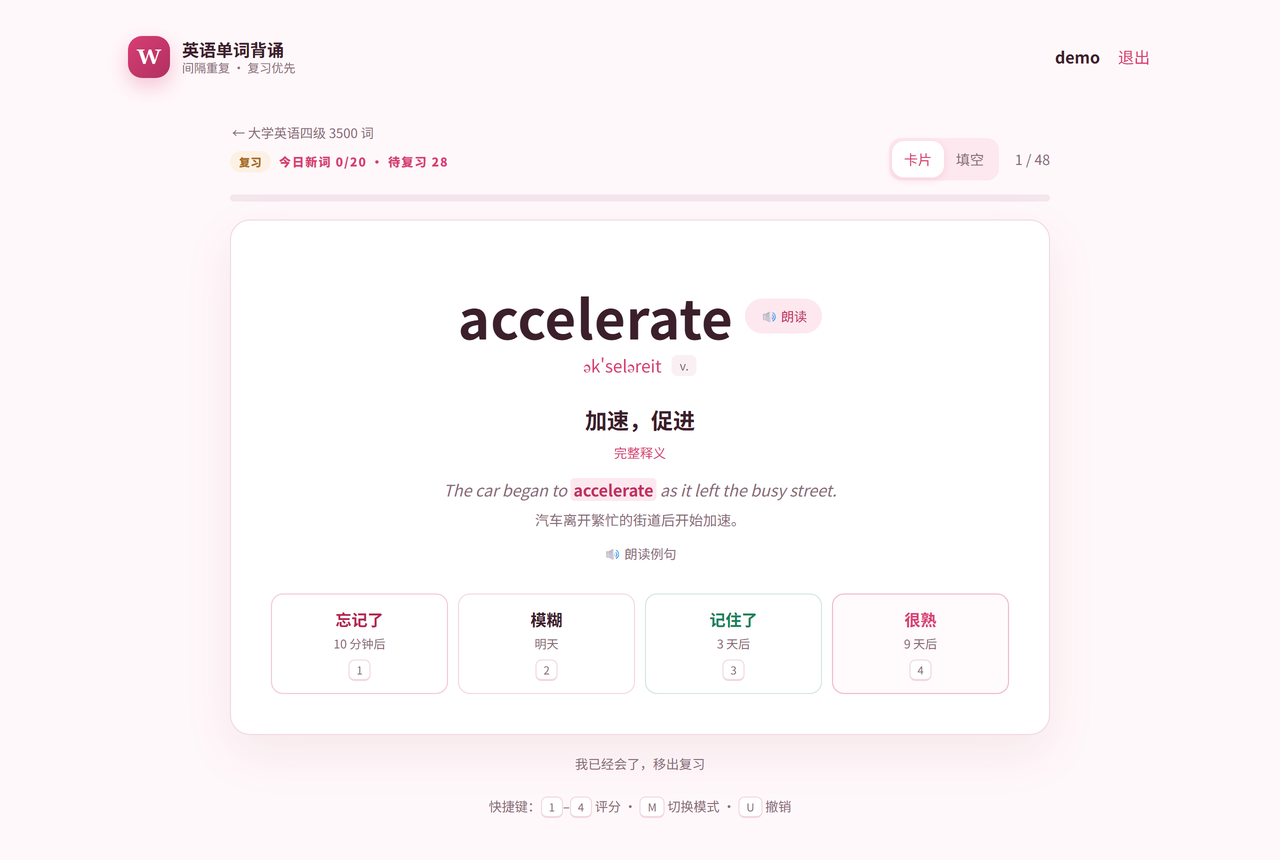 W
英语单词背诵
间隔重复 · 复习优先
demo 退出
← 大学英语四级 3500 词
复习 今日新词 0/20 · 待复习 28
卡片 填空 1 / 48
accelerate 朗读
ək'seləreit v.
加速，促进
完整释义
The car began to accelerate as it left the busy street.
汽车离开繁忙的街道后开始加速。
朗读例句
忘记了 模糊 记住了 很熟
10 分钟后 明天 3 天后 9 天后
1 2 3 4
我已经会了，移出复习
快捷键：1–4 评分 · M 切换模式 · U 撤销